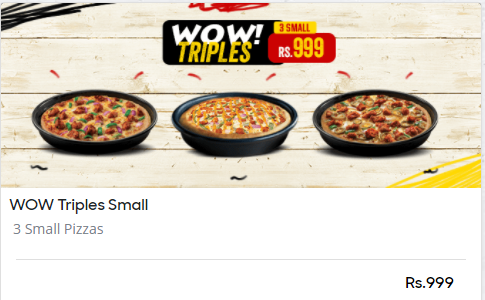 WOW!
TRIPLES
3 SMALL
RS.999
WOW Triples Small
3 Small Pizzas
Rs.999